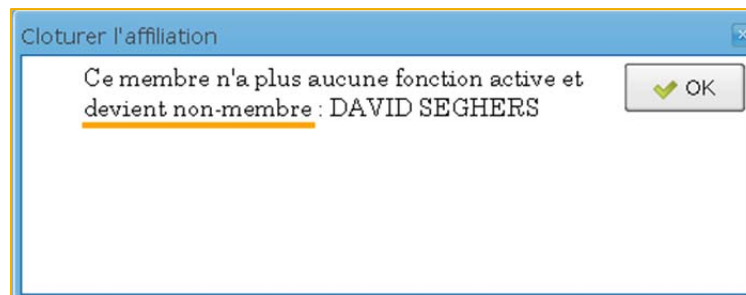 Cloturer l'affiliation
Ce membre n'a plus aucune fonction active et
devient non-membre : DAVID SEGHERS
OK